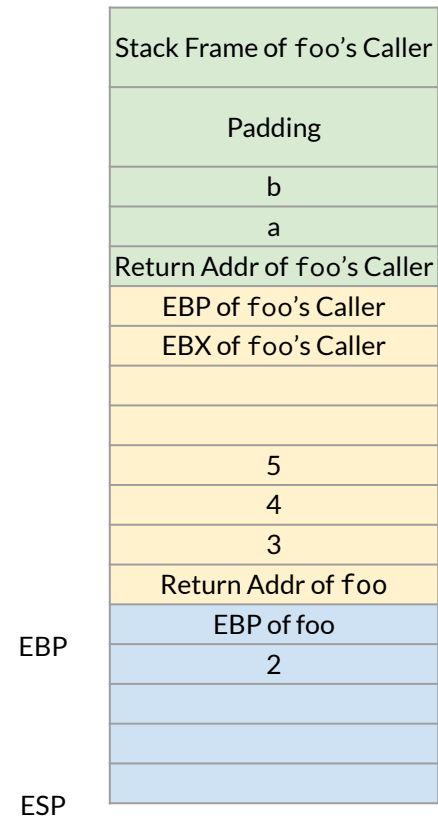 Stack Frame of foo’s Caller
Padding
b
a
Return Addr of foo’s Caller
EBP of foo’s Caller
EBX of foo’s Caller
5
4
3
Return Addr of foo
EBP of foo
EBP
2
ESP